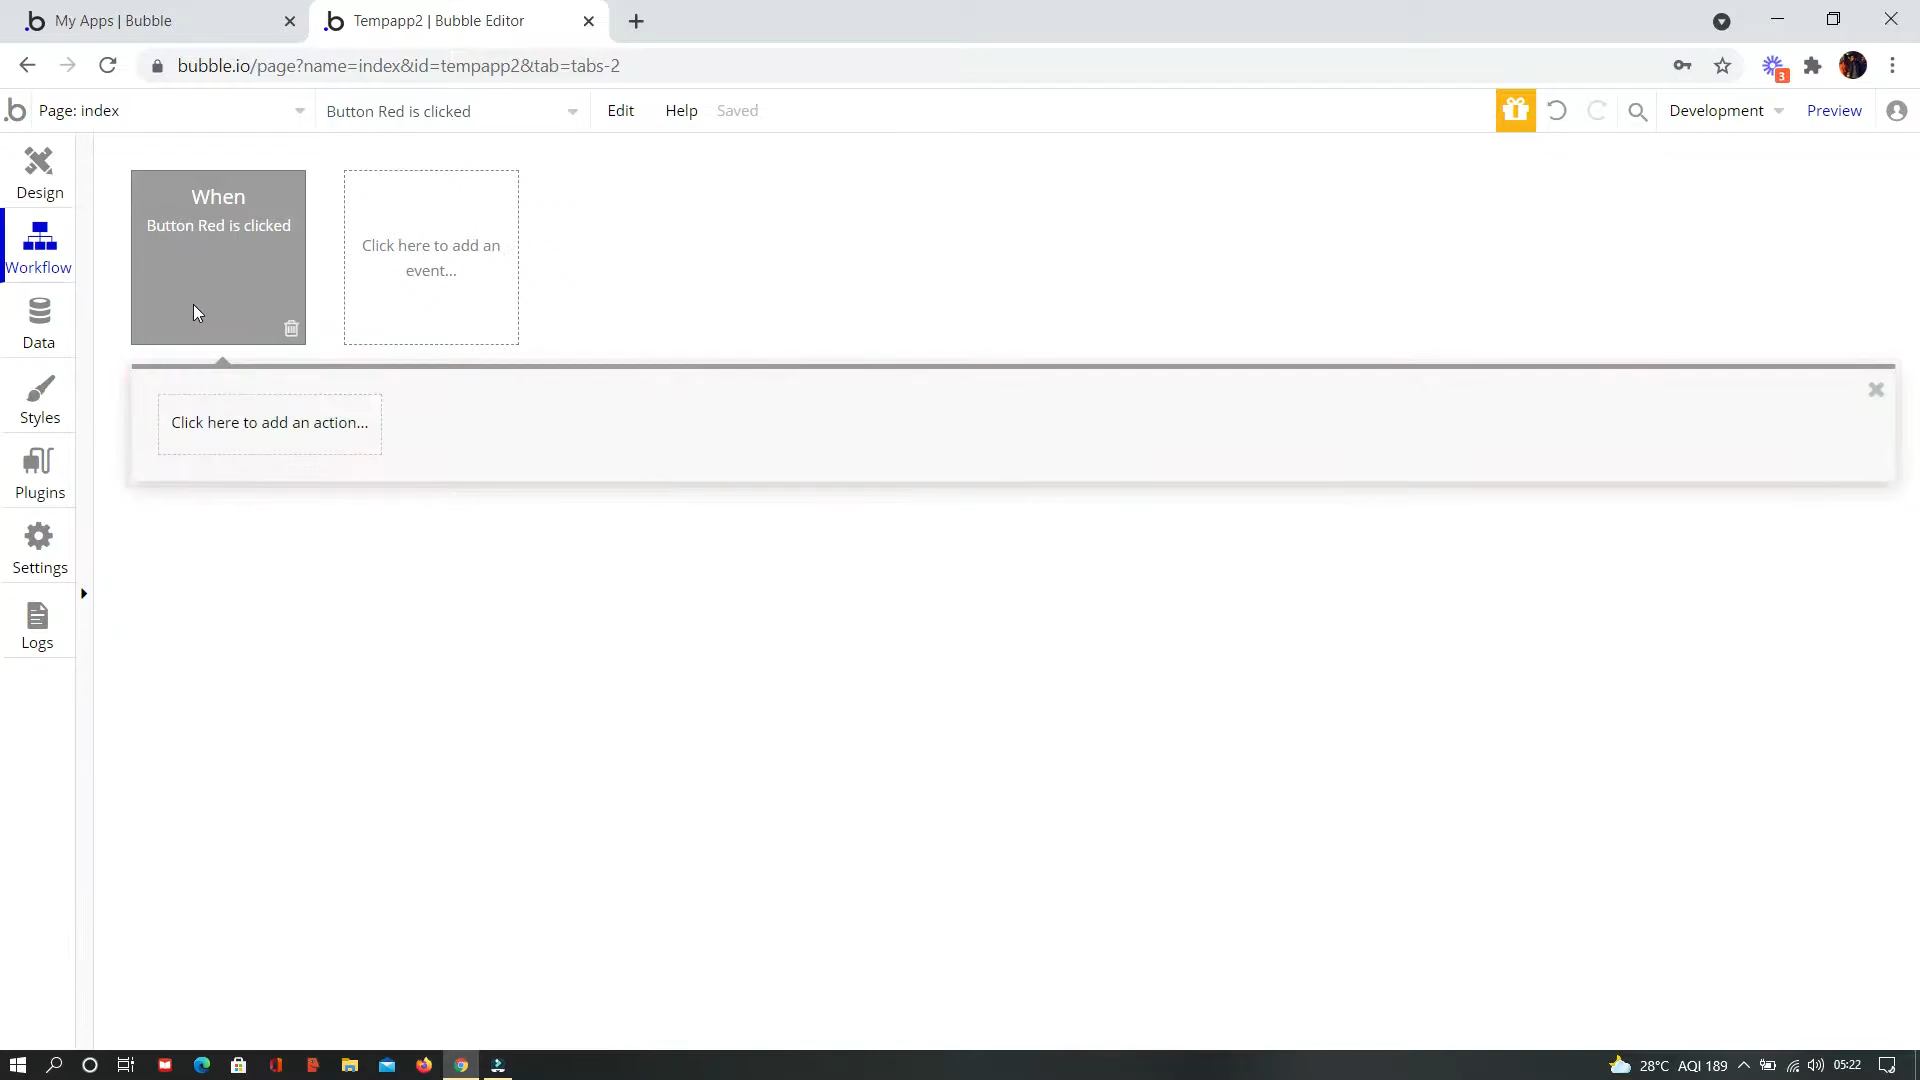 My Apps | Bubble
Tempapp2 | Bubble Editor
bubble.io/page?name=index&id=tempapp2&tab=tabs-2
3
Page: index
Button Red is clicked
Edit
Help
Saved
Development
Preview
Design
Workflow
Data
Styles
Plugins
Settings
Logs
When
Button Red is clicked
Click here to add an
event...
Click here to add an action...
28°C AQI 189
05:22